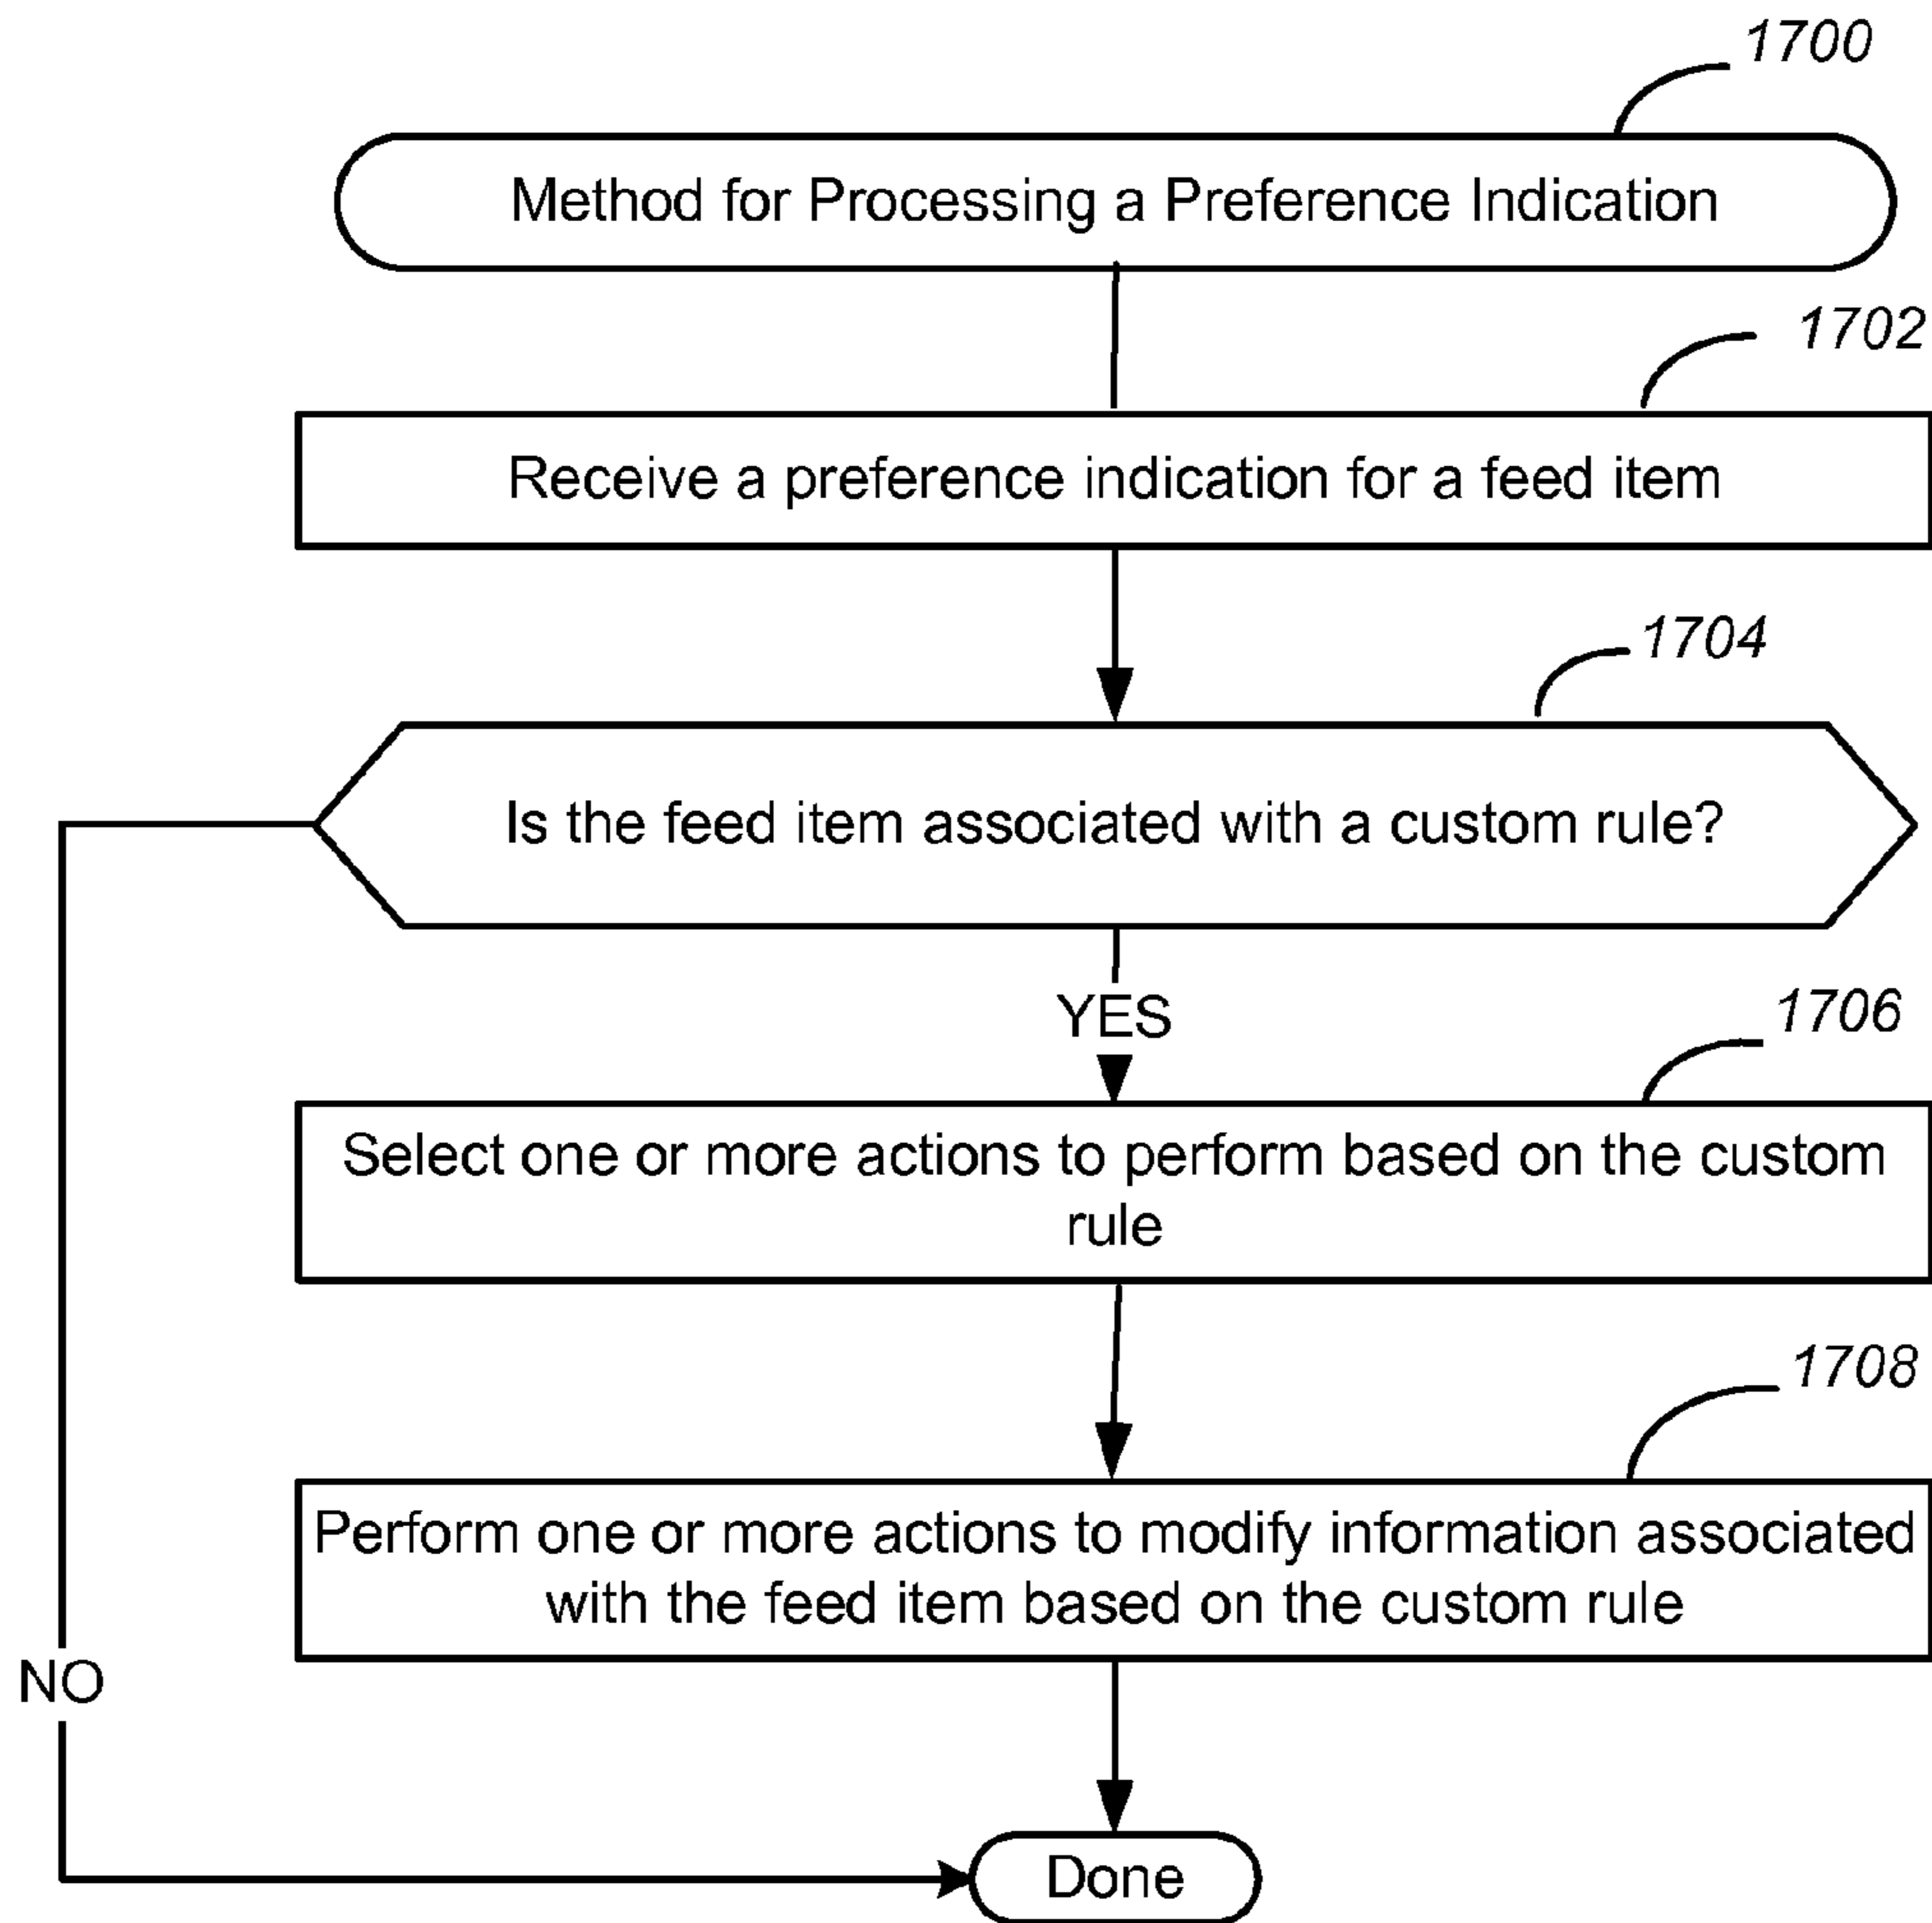 1700
Method for Processing a Preference Indication
1702
Receive a preference indication for a feed item
1704
Is the feed item associated with a custom rule?
YES
1706
Select one or more actions to perform based on the custom
rule
1708
Perform one or more actions to modify information associated
with the feed item based on the custom rule
NO
Done